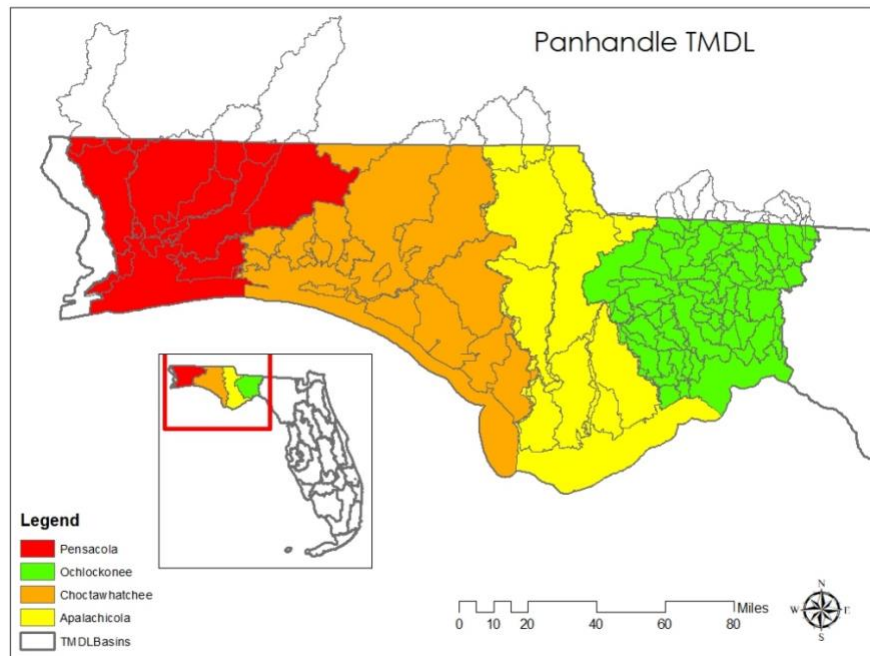 Panhandle TMDL
Legend
Pensacola
Ochlockonee
Choctawhatchee
Apalachicola
TMDLBasins
Miles
0 10 20 40 60 80
N
W E
S